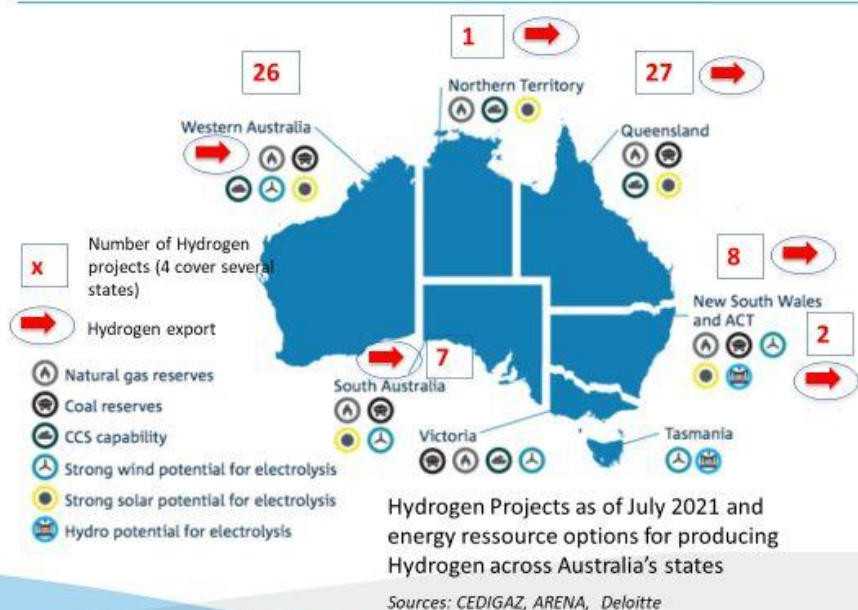 1
26
27
Northern Territory
Western Australia
Queensland
x
Number of Hydrogen
projects (4 cover several
states)
Hydrogen export
8
New South Wales
and ACT
2
7
South Australia
Natural gas reserves
Coal reserves
CCS capability
Strong wind potential for electrolysis
Strong solar potential for electrolysis
Hydro potential for electrolysis
Victoria
Tasmania
Hydrogen Projects as of July 2021 and
energy ressource options for producing
Hydrogen across Australia's states
Sources: CEDIGAZ, ARENA, Deloitte